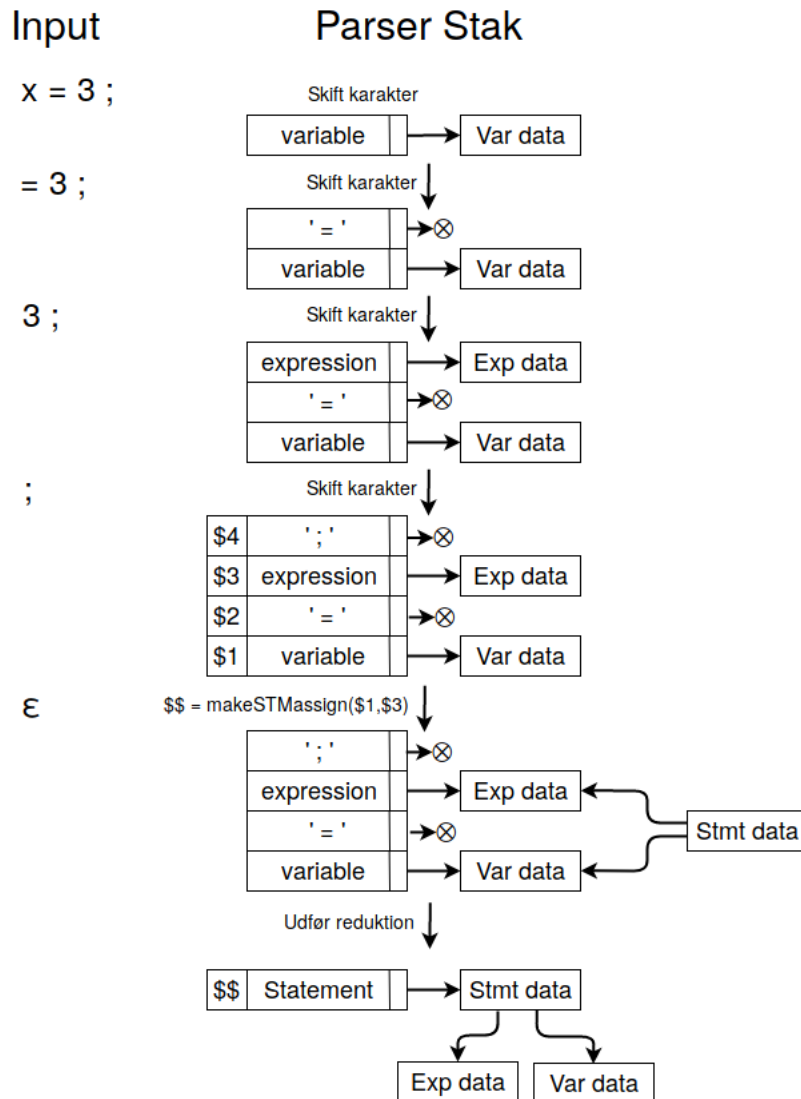 Input Parser Stak
x = 3 ; Skift karakter
variable Var data
= 3 ; Skift karakter
' = '
variable Var data
3 ; Skift karakter
expression Exp data
' = '
variable Var data
; Skift karakter
$4 ' ; '
$3 expression Exp data
$2 ' = '
$1 variable Var data
ε $$ = makeSTMassign($1,$3)
' ; '
expression Exp data
' = '
Stmt data
variable Var data
Udfør reduktion
$$ Statement Stmt data
Exp data Var data